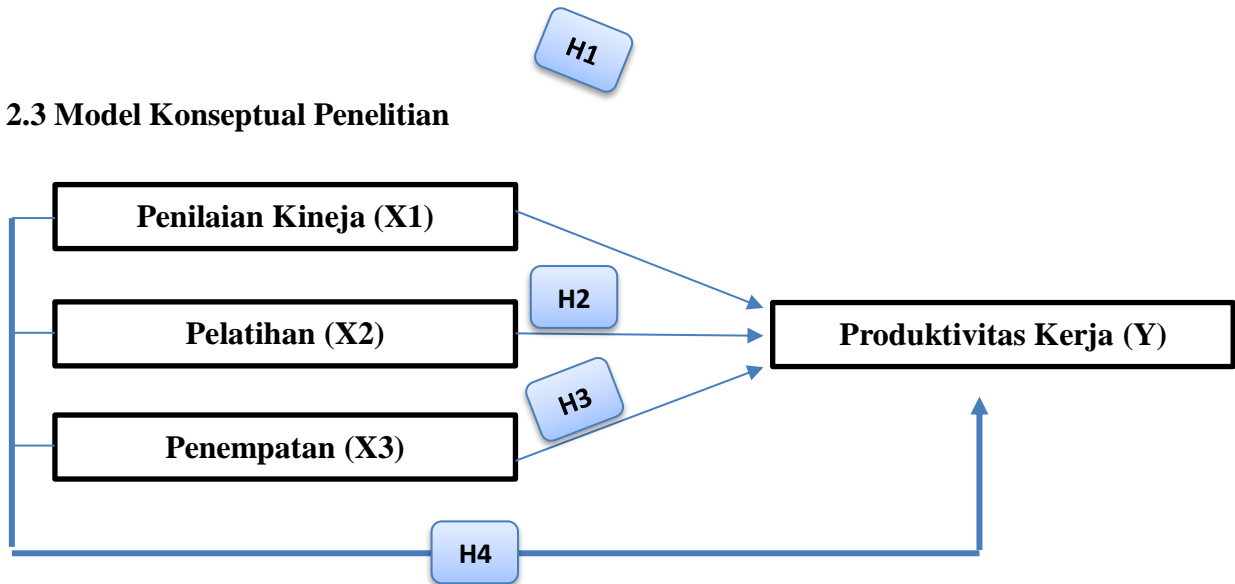 H1
2.3 Model Konseptual Penelitian
Penilaian Kineja (X1)
H2
Pelatihan (X2)
Produktivitas Kerja (Y)
H3
Penempatan (X3)
H4